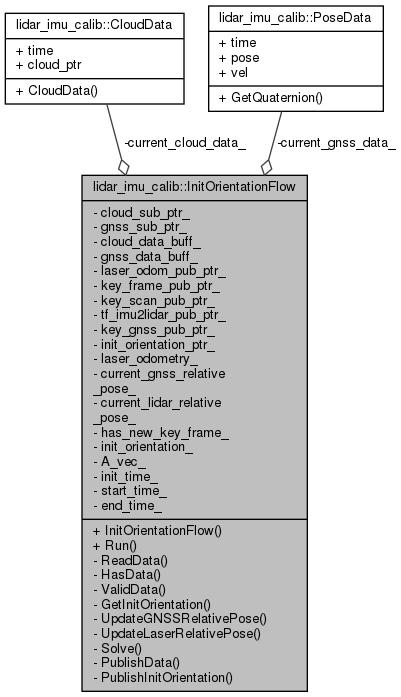 lidar_imu_calib::CloudData
+ time
+ cloud_ptr
+ CloudData()
lidar_imu_calib::PoseData
+ time
+ pose
+ vel
+ GetQuaternion()
-current_cloud_data_
-current_gnss_data_
lidar_imu_calib::InitOrientationFlow
- cloud_sub_ptr_
- gnss_sub_ptr_
- cloud_data_buff_
- gnss_data_buff_
- laser_odom_pub_ptr_
- key_frame_pub_ptr_
- key_scan_pub_ptr_
- tf_imu2lidar_pub_ptr_
- key_gnss_pub_ptr_
- init_orientation_ptr_
- laser_odometry_
- current_gnss_relative
_pose_
- current_lidar_relative
_pose_
- has_new_key_frame_
- init_orientation_
- A_vec_
- init_time_
- start_time_
- end_time_
+ InitOrientationFlow()
+ Run()
- ReadData()
- HasData()
- ValidData()
- GetInitOrientation()
- UpdateGNSSRelativePose()
- UpdateLaserRelativePose()
- Solve()
- PublishData()
- PublishInitOrientation()